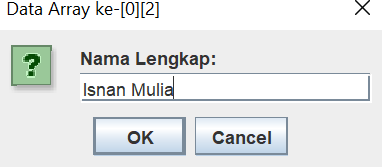 Data Array ke-[0][2]
Nama Lengkap:
Isnan Mulia
OK Cancel